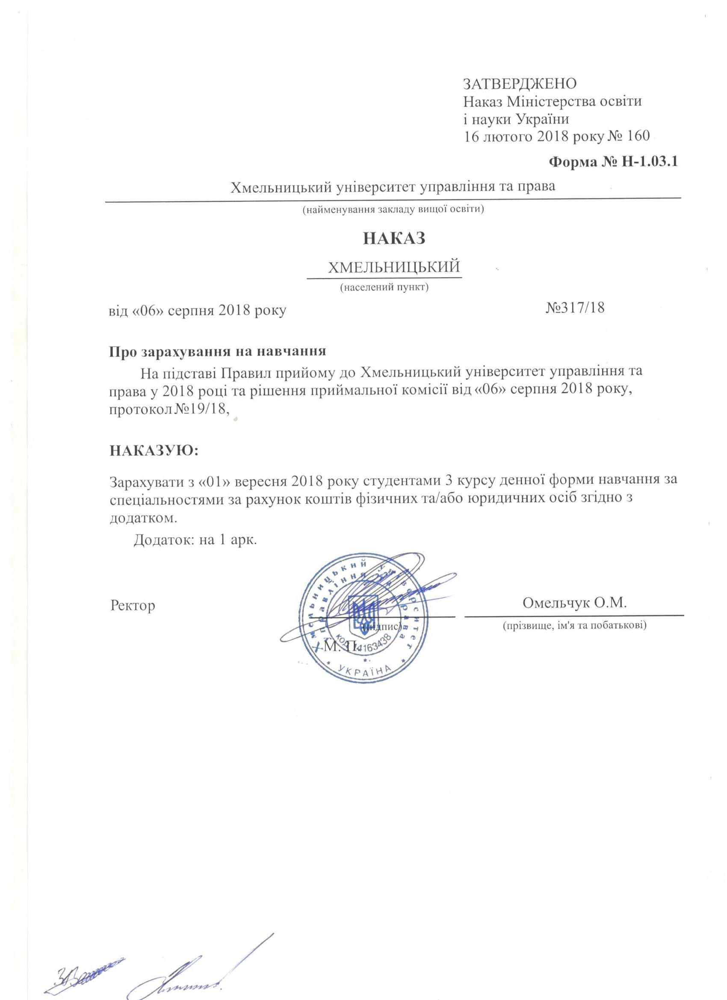 ЗАТВЕРДЖЕНО
Наказ Міністерства освіти
і науки України
16 лютого 2018 року № 160
Форма № Н-1.03.1
Хмельницький університет управління та права
(найменування закладу вищої освіти)
НАКАЗ
ХМЕЛЬНИЦЬКИЙ
(населений пункт)
від «06» серпня 2018 року №317/18
Про зарахування на навчання
На підставі Правил прийому до Хмельницький університет управління та
права у 2018 році та рішення приймальної комісії від «06» серпня 2018 року,
протокол №19/18,
НАКАЗУЮ:
Зарахувати з «01» вересня 2018 року студентами 3 курсу денної форми навчання за
спеціальностями за рахунок коштів фізичних та/або юридичних осіб згідно з
додатком.
Додаток: на 1 арк.
Ректор Омельчук О.М.
(підпис) (прізвище, ім'я та побатькові)
М. П.
Хмельницький університет
управління та права
код 14163438
УКРАЇНА